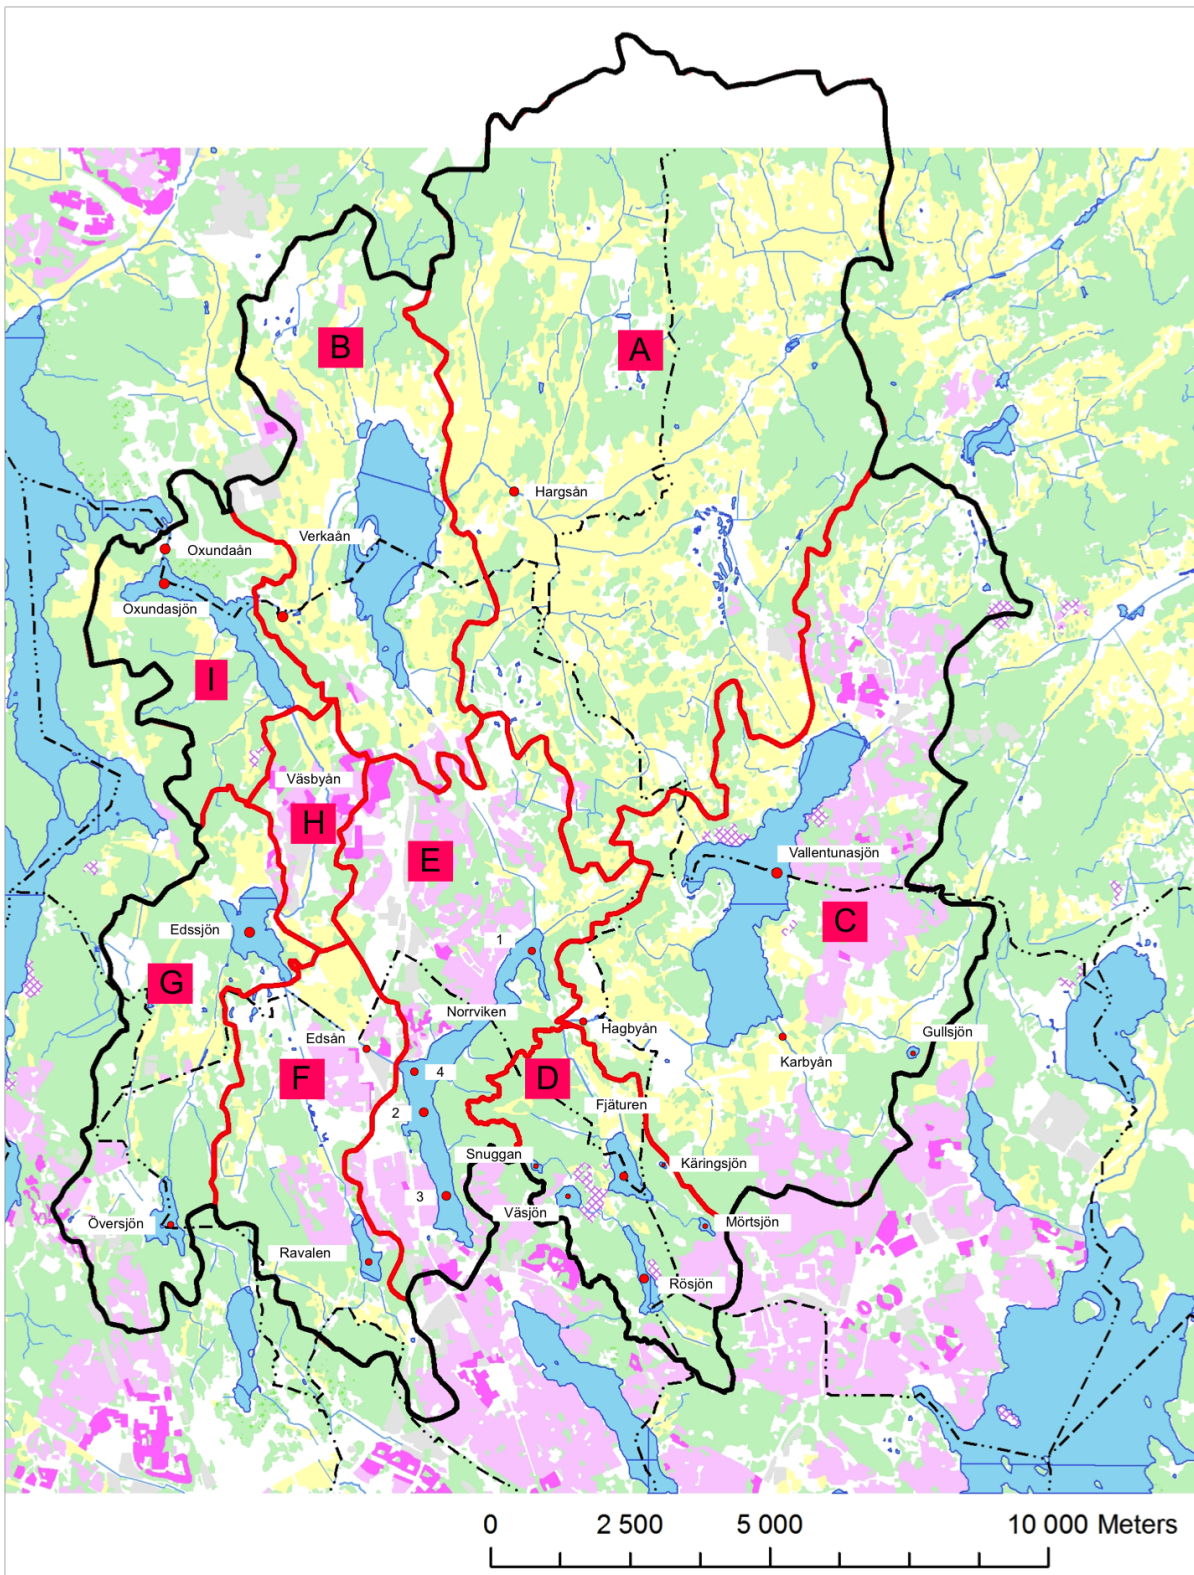 B
A
Hargsån
Verkaån
Oxundaån
Oxundasjön
I
Väsbyån
H
E
Vallentunasjön
C
Edssjön
1
G
Norrviken
Hagbyån
Edsån
Gullsjön
Karbyån
F
4
D
2
Fjäturen
Snuggan
Käringsjön
3
Väsjön
Mörtsjön
Översjön
Ravalen
Rösjön
0 2 500 5 000 10 000 Meters